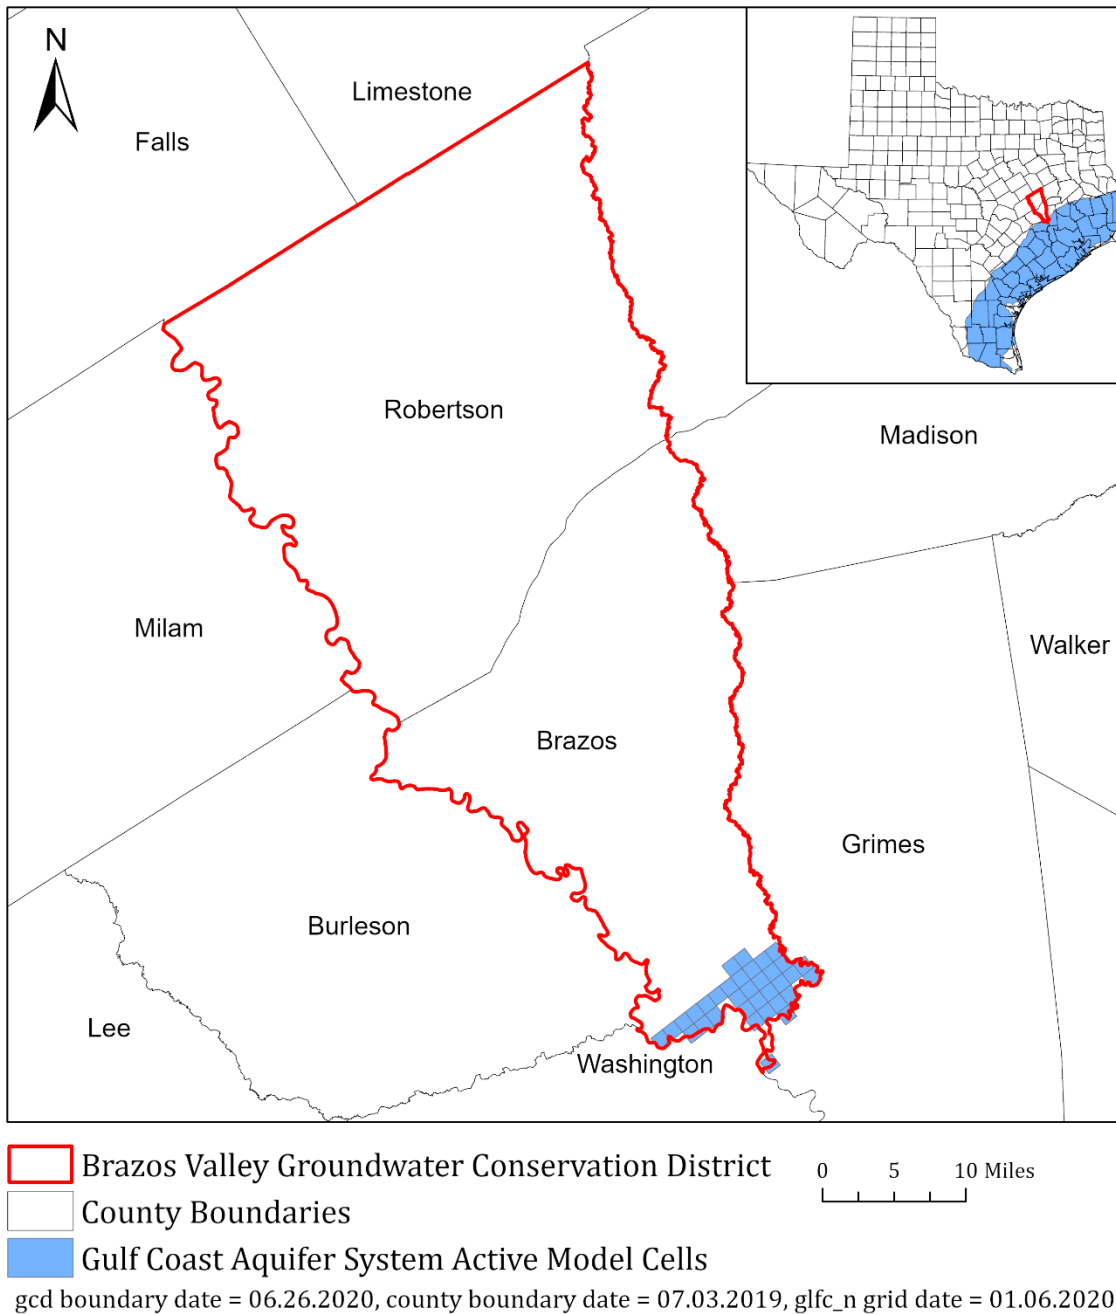 N
Limestone
Falls
Robertson
Madison
Milam
Walker
Brazos
Grimes
Burleson
Lee
Washington
Brazos Valley Groundwater Conservation District
0 5 10 Miles
County Boundaries
Gulf Coast Aquifer System Active Model Cells
gcd boundary date = 06.26.2020, county boundary date = 07.03.2019, glfc_n grid date = 01.06.2020